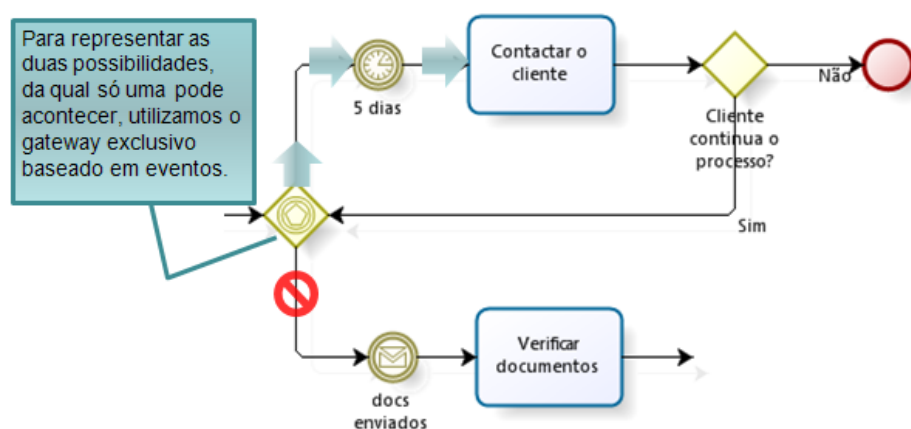 Para representar as
duas possibilidades,
da qual só uma pode
acontecer, utilizamos o
gateway exclusivo
baseado em eventos.
5 dias
Contactar o
cliente
Não
Cliente
continua o
processo?
Sim
docs
enviados
Verificar
documentos